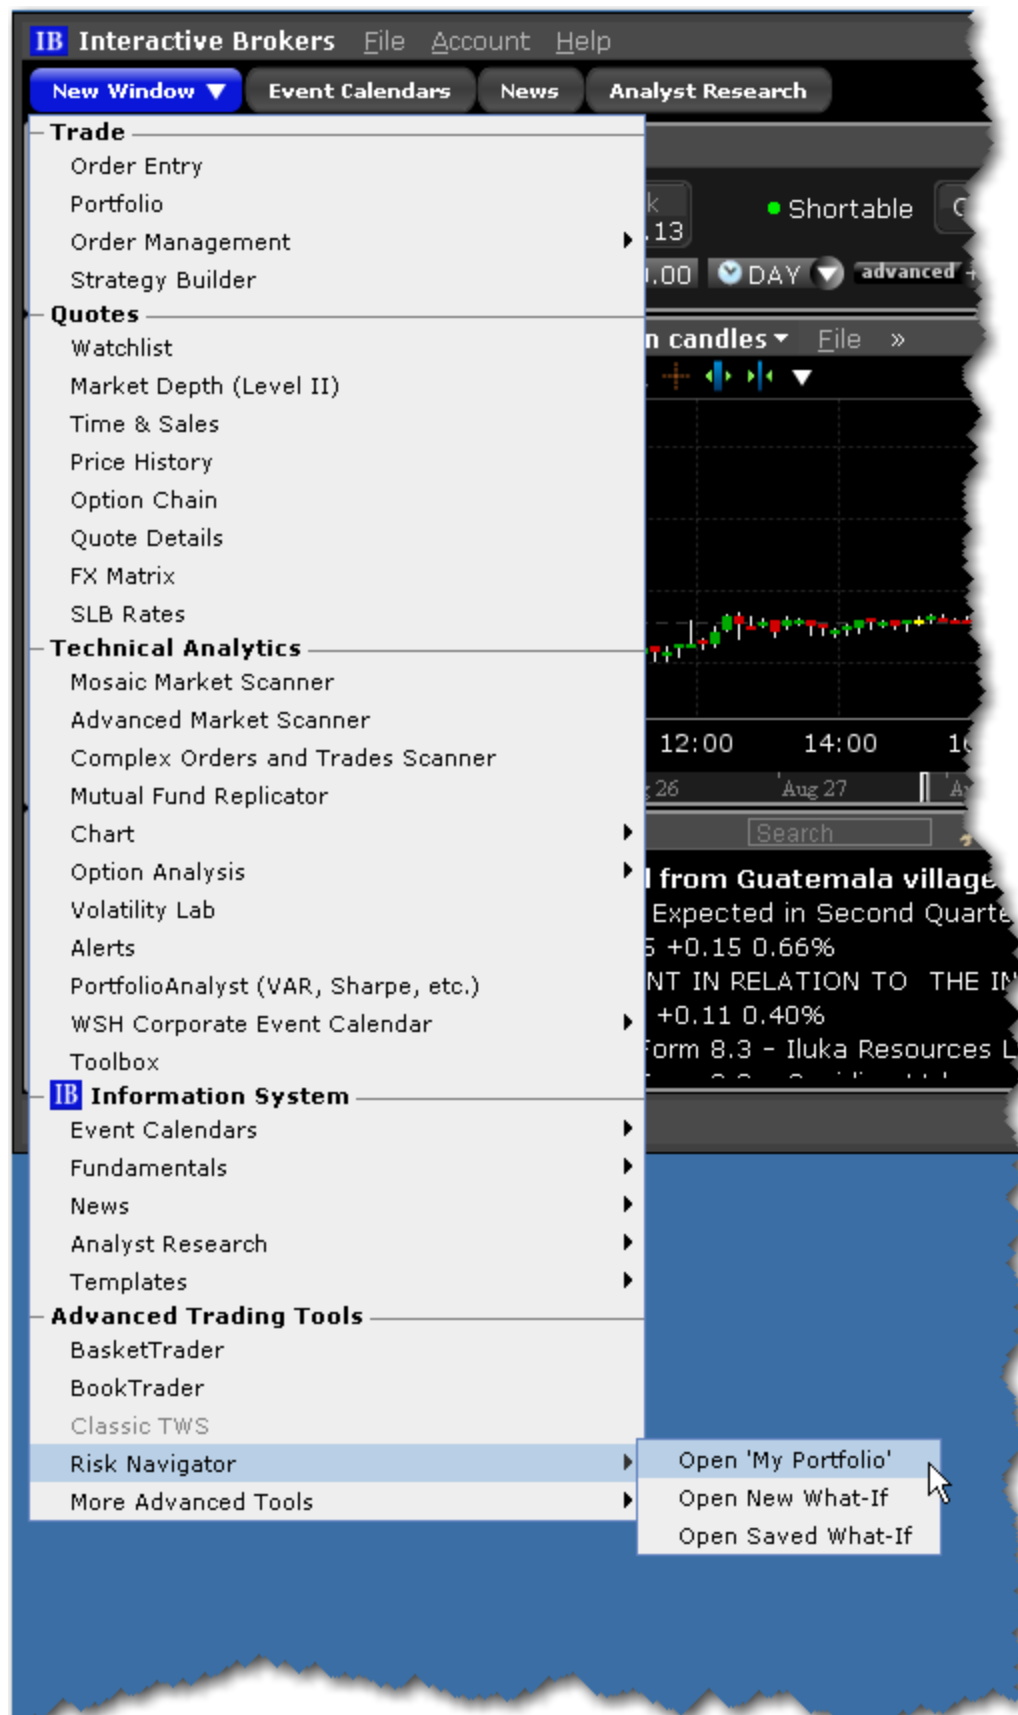 IB Interactive Brokers File Account Help
New Window Event Calendars News Analyst Research
Trade
Order Entry
Portfolio
Order Management
Strategy Builder
Quotes
Watchlist
Market Depth (Level II)
Time & Sales
Price History
Option Chain
Quote Details
FX Matrix
SLB Rates
Technical Analytics
Mosaic Market Scanner
Advanced Market Scanner
Complex Orders and Trades Scanner
Mutual Fund Replicator
Chart
Option Analysis
Volatility Lab
Alerts
PortfolioAnalyst (VAR, Sharpe, etc.)
WSH Corporate Event Calendar
Toolbox
IB Information System
Event Calendars
Fundamentals
News
Analyst Research
Templates
Advanced Trading Tools
BasketTrader
BookTrader
Classic TWS
Risk Navigator
More Advanced Tools
Open 'My Portfolio'
Open New What-If
Open Saved What-If
k
.13
Shortable
.00 DAY advanced +
n candles File »
12:00 14:00
26 Aug 27
Search
from Guatemala village
Expected in Second Quarte
5 +0.15 0.66%
NT IN RELATION TO THE IN
+0.11 0.40%
Form 8.3 - Iluka Resources L